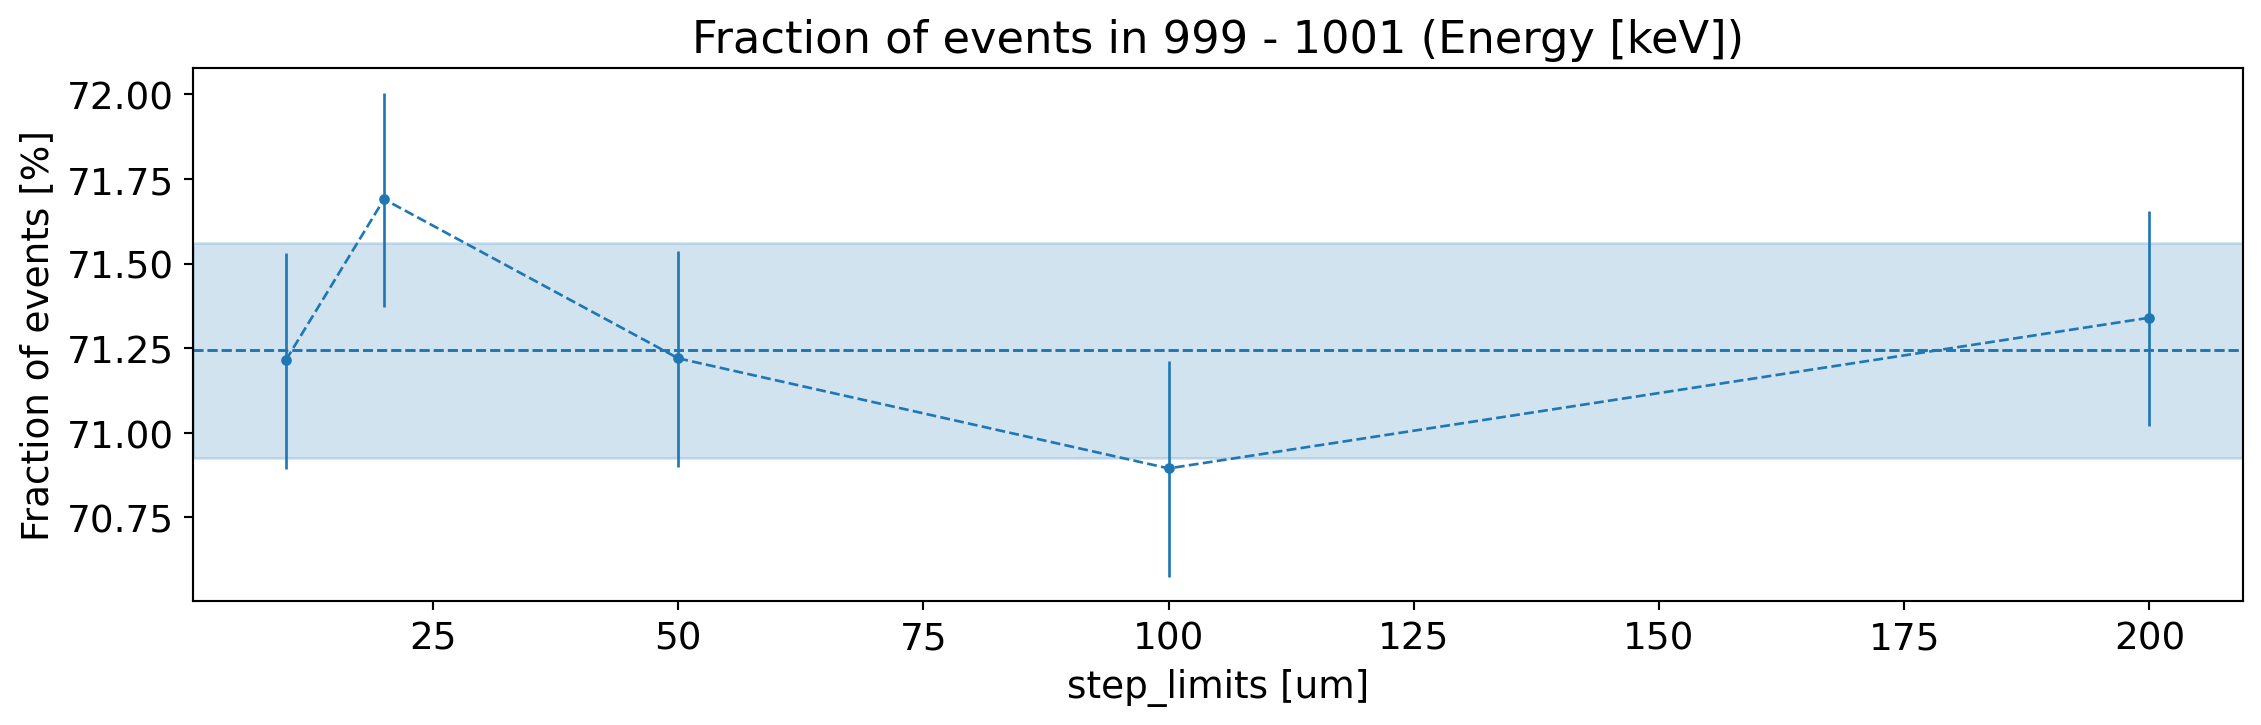 Fraction of events in 999 - 1001 (Energy [keV])
Fraction of events [%]
72.00
71.75
71.50
71.25
71.00
70.75
25 50 75 100 125 150 175 200
step_limits [um]